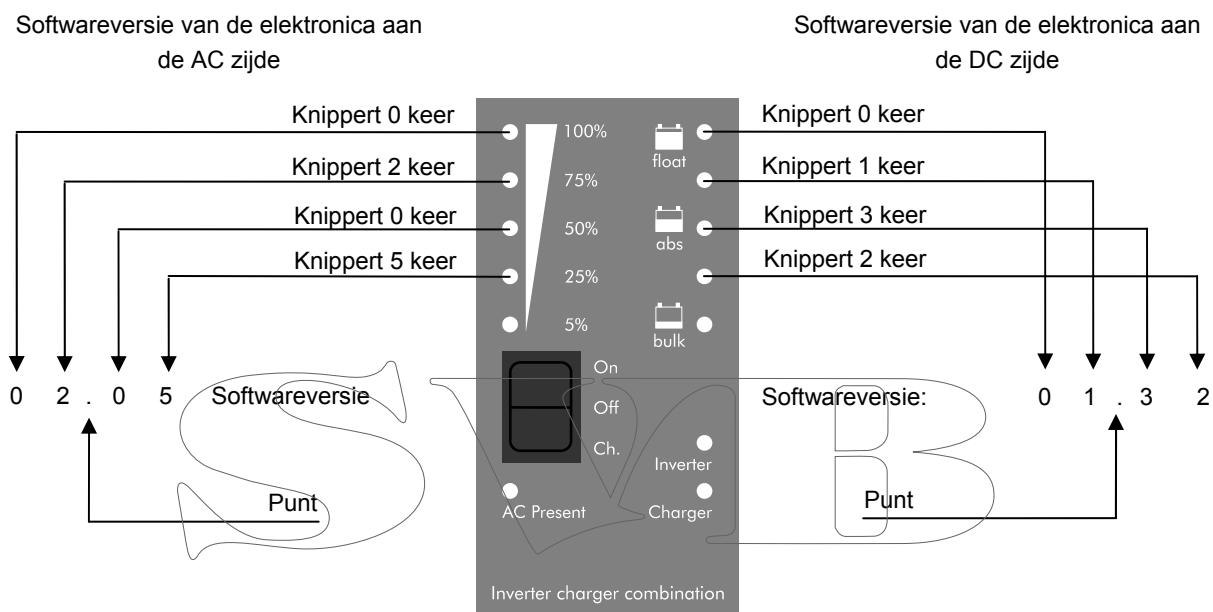 Softwareversie van de elektronica aan
de AC zijde
Softwareversie van de elektronica aan
de DC zijde
Knippert 0 keer
Knippert 2 keer
Knippert 0 keer
Knippert 5 keer
100%
75%
50%
25%
5%
float
abs
bulk
Knippert 0 keer
Knippert 1 keer
Knippert 3 keer
Knippert 2 keer
On
Off
Ch.
0 2 . 0 5 Softwareversie
Softwareversie: 0 1 . 3 2
Inverter
Punt
Punt
AC Present
Charger
Inverter charger combination
SVB